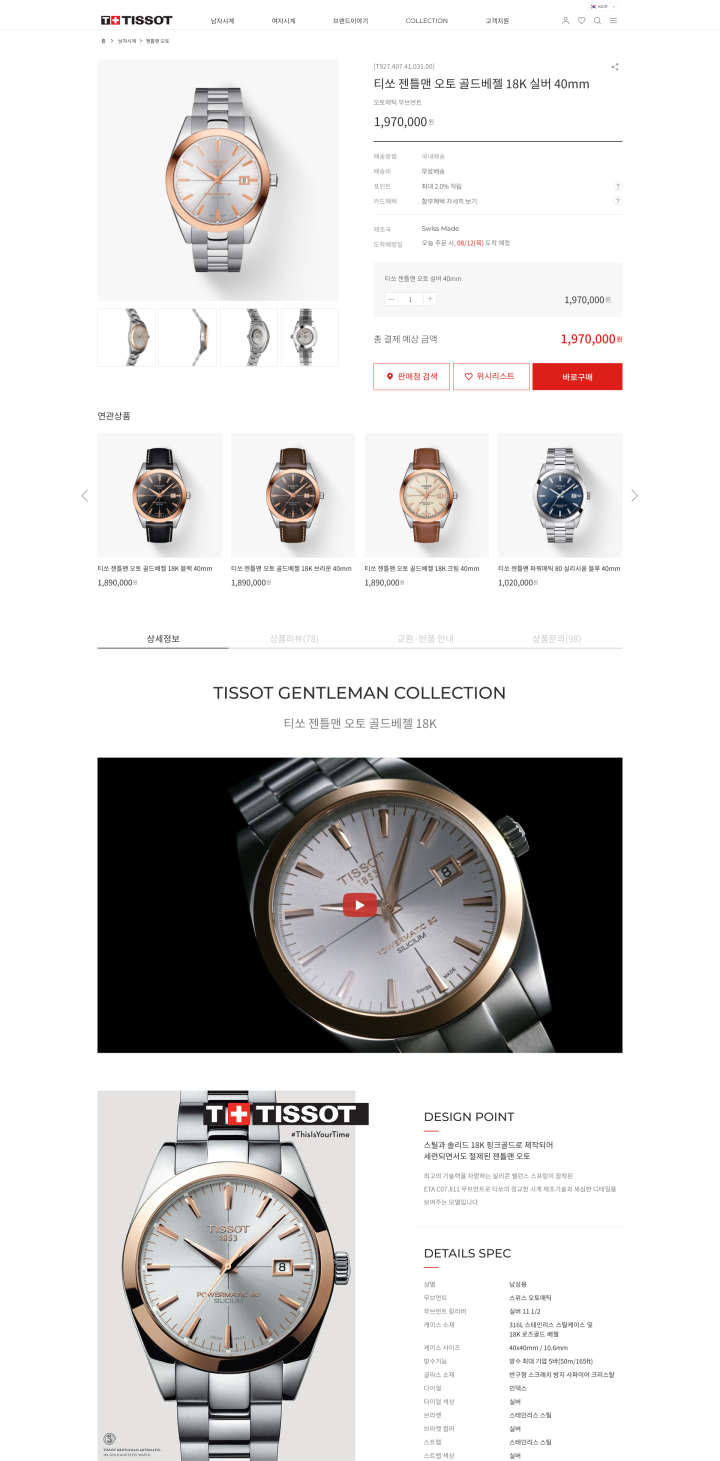 KOR
TISSOT
남자시계
여자시계
브랜드이야기
COLLECTION
고객지원
홈 > 남자시계 > 젠틀맨 오토
[T927.407.41.031.00]
티쏘 젠틀맨 오토 골드베젤 18K 실버 40mm
오토매틱 무브먼트
1,970,000원
배송방법 국내배송
배송비 무료배송
포인트 최대 2.0% 적립 ?
카드혜택 할부혜택 자세히 보기 ?
제조국 Swiss Made
도착예정일 오늘 주문 시, 08/12(목) 도착 예정
티쏘 젠틀맨 오토 실버 40mm
1
1,970,000원
총 결제 예상 금액 1,970,000원
판매점 검색
위시리스트
바로구매
연관상품
티쏘 젠틀맨 오토 골드베젤 18K 블랙 40mm
1,890,000원
티쏘 젠틀맨 오토 골드베젤 18K 브라운 40mm
1,890,000원
티쏘 젠틀맨 오토 골드베젤 18K 크림 40mm
1,890,000원
티쏘 젠틀맨 파워매틱 80 실리시움 블루 40mm
1,020,000원
상세정보
상품리뷰(78)
교환·반품 안내
상품문의(98)
TISSOT GENTLEMAN COLLECTION
티쏘 젠틀맨 오토 골드베젤 18K
TISSOT
1853
8
POWERMATIC 80
SILICIUM
SWISS MADE
TISSOT
#ThisIsYourTime
TISSOT
1853
8
POWERMATIC 80
SILICIUM
TISSOT GENTLEMAN AUTOMATIC.
DESIGN POINT
스틸과 솔리드 18K 핑크골드로 제작되어
세련되면서도 절제된 젠틀맨 오토
최고의 기술력을 자랑하는 실리콘 밸런스 스프링이 장착된
ETA C07.811 무브먼트로 티쏘의 정교한 시계 제조기술과 세심한 디테일을
보여주는 모델입니다
DETAILS SPEC
성별 남성용
무브먼트 스위스 오토매틱
무브먼트 칼리버 실버 11 1/2
케이스 소재 316L 스테인리스 스틸케이스 및
18K 로즈골드 베젤
케이스 사이즈 40x40mm / 10.6mm
방수기능 방수 최대 기압 5바(50m/165ft)
글라스 소재 반구형 스크래치 방지 사파이어 크리스탈
다이얼 인덱스
다이얼 색상 실버
브라켓 스테인리스 스틸
브라켓 컬러 실버
스트랩 스테인리스 스틸
스트랩 색상 실버